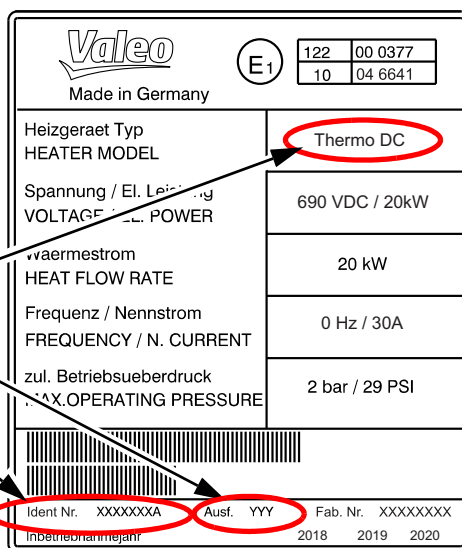 Valeo
Made in Germany
E1
122 00 0377
10 04 6641
Heizgeraet Typ
HEATER MODEL
Thermo DC
Spannung / El.
VOLTAGE POWER
690 VDC / 20kW
Waermestrom
HEAT FLOW RATE
20 kW
Frequenz / Nennstrom
FREQUENCY / N. CURRENT
0 Hz / 30A
zul. Betriebsueberdruck
MAX.OPERATING PRESSURE
2 bar / 29 PSI
Ident Nr. XXXXXXXA Ausf. YYY Fab. Nr. XXXXXXXX
2018 2019 2020